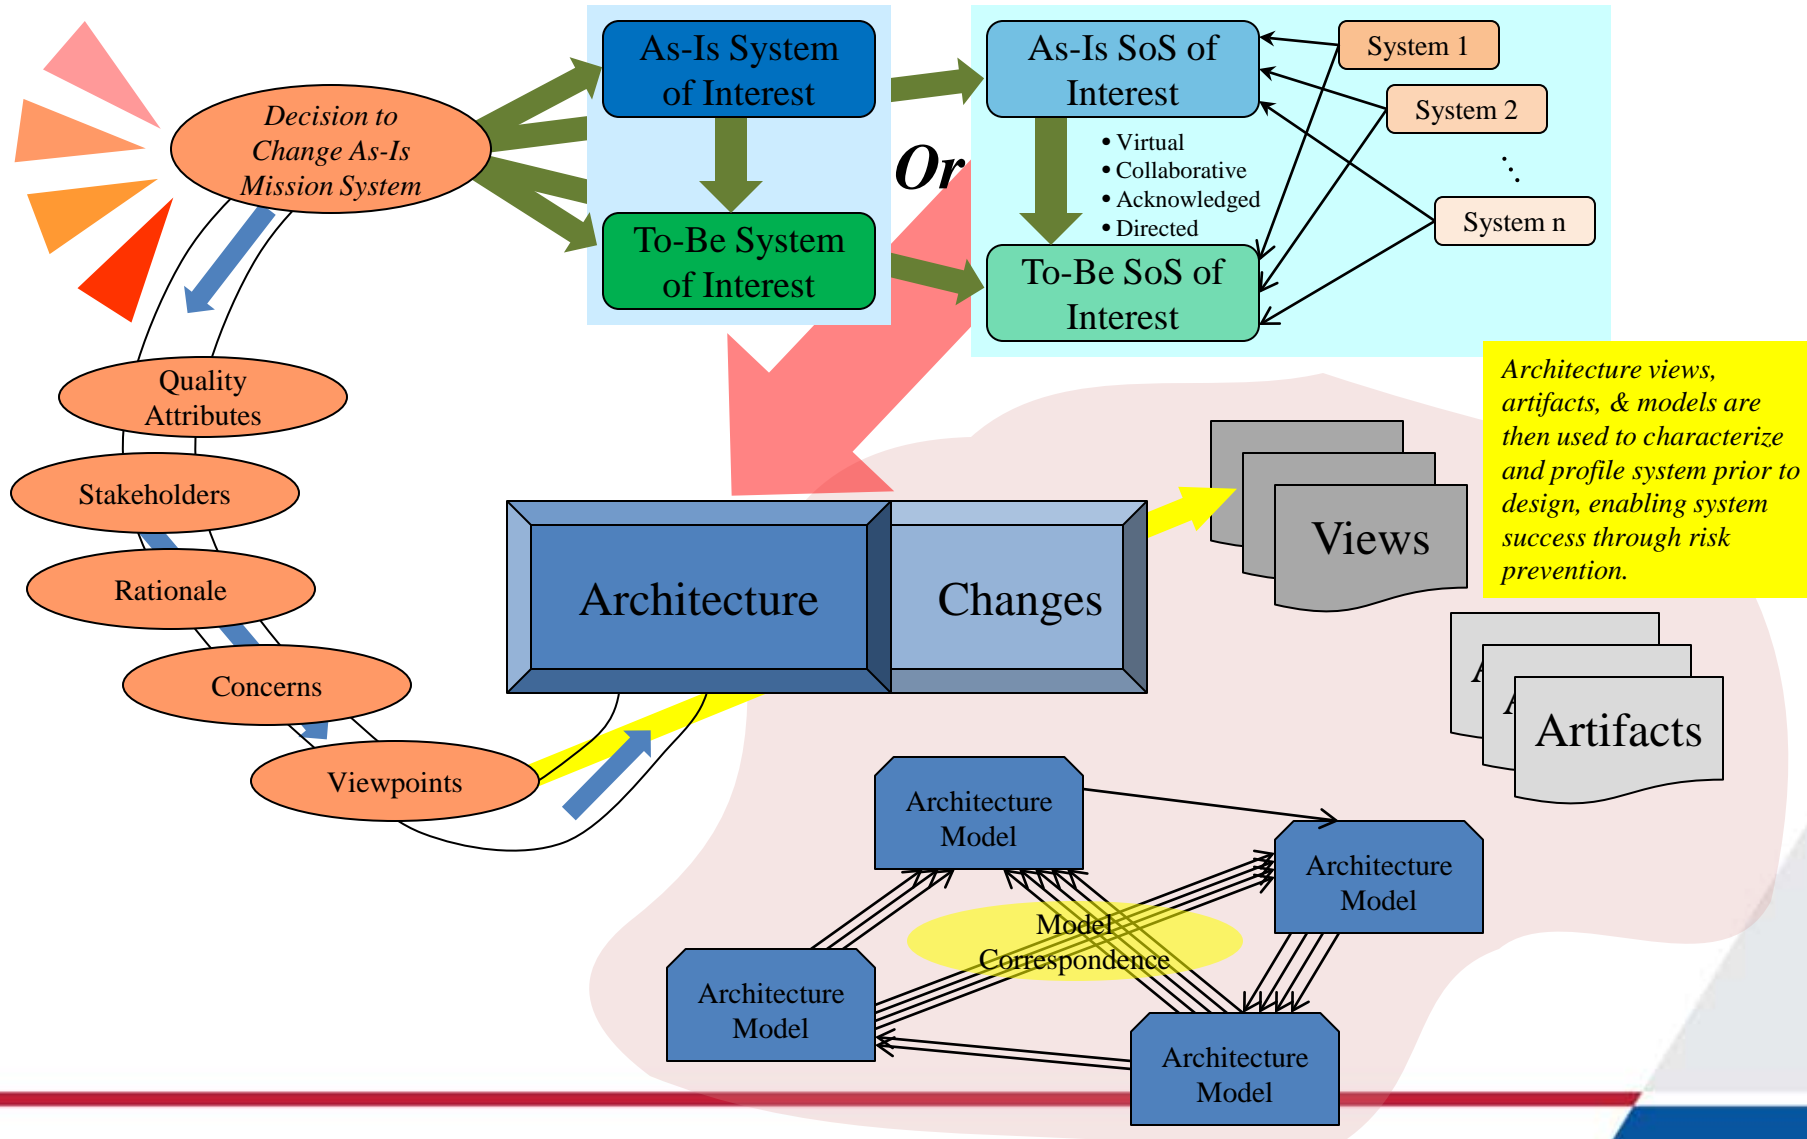 Decision to
Change As-Is
Mission System
As-Is System
of Interest
To-Be System
of Interest
Or
As-Is SoS of
Interest
• Virtual
• Collaborative
• Acknowledged
• Directed
To-Be SoS of
Interest
System 1
System 2
...
System n
Quality
Attributes
Stakeholders
Rationale
Concerns
Viewpoints
Architecture
Changes
Views
Architecture views,
artifacts, & models are
then used to characterize
and profile system prior to
design, enabling system
success through risk
prevention.
A
A
Artifacts
Architecture
Model
Architecture
Model
Model
Correspondence
Architecture
Model
Architecture
Model